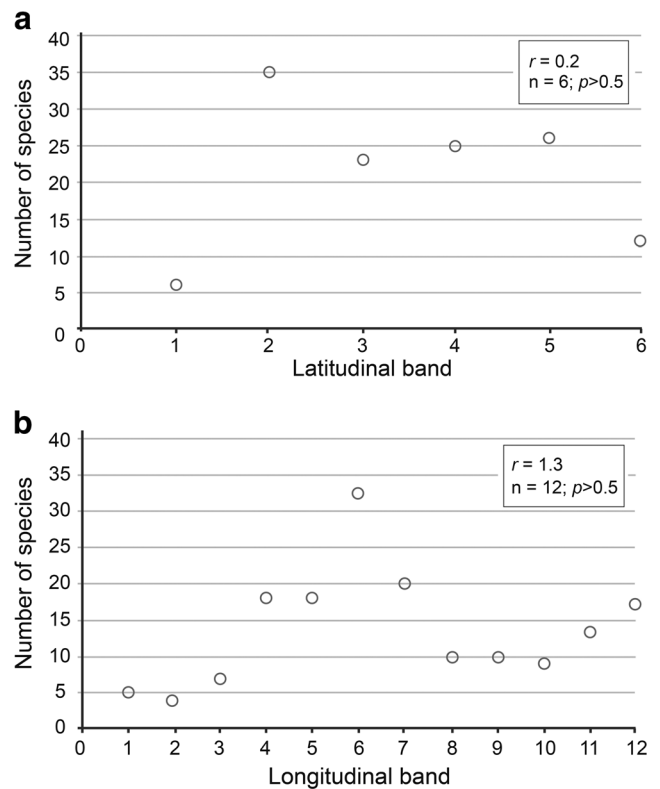 a
Number of species
40
35
30
25
20
15
10
5
0
r = 0.2
n = 6; p>0.5
0 1 2 3 4 5 6
Latitudinal band
b
Number of species
40
35
30
25
20
15
10
5
0
r = 1.3
n = 12; p>0.5
0 1 2 3 4 5 6 7 8 9 10 11 12
Longitudinal band